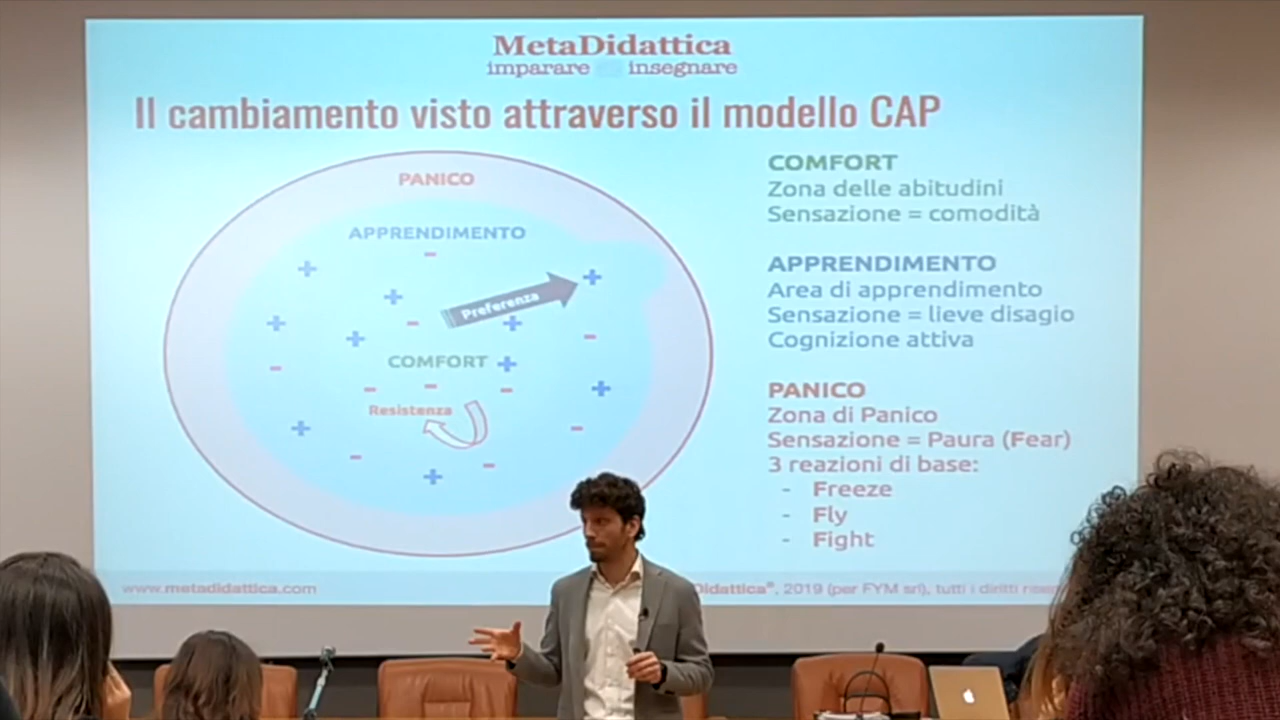 MetaDidattica
imparare insegnare
Il cambiamento visto attraverso il modello CAP
PANICO
APPRENDIMENTO
Preferenza
COMFORT
Resistenza
COMFORT
Zona delle abitudini
Sensazione = comodità
APPRENDIMENTO
Area di apprendimento
Sensazione = lieve disagio
Cognizione attiva
PANICO
Zona di Panico
Sensazione = Paura (Fear)
3 reazioni di base:
- Freeze
- Fly
- Fight
www.metadidattica.com
Didattica®, 2019 (per FYM srl), tutti i diritti